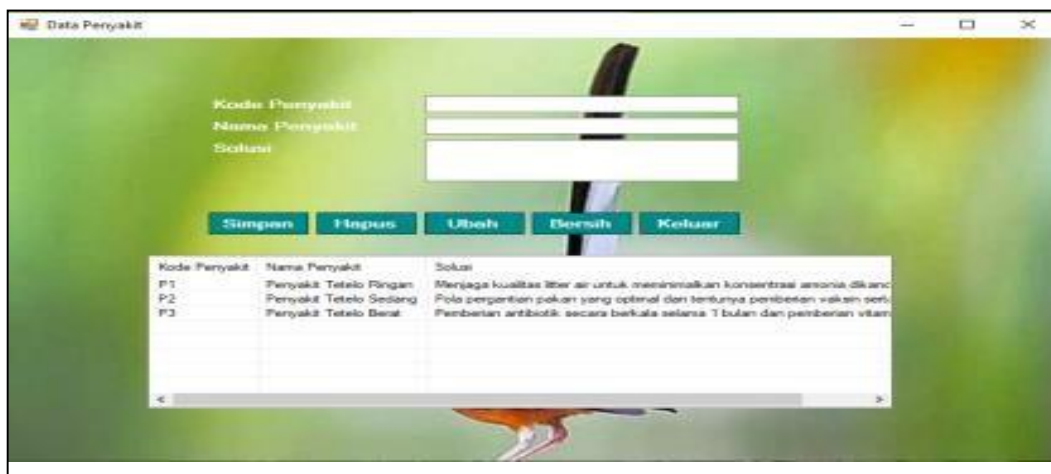 Data Penyakit
Kode Penyakit
Nama Penyakit
Solusi
Simpan Hapus Ubah Bersih Keluar
Kode Penyakit Nama Penyakit Solusi
P1 Penyakit Tetelo Ringan Menjaga kualitas litter air untuk meminimalkan konsentrasi amonia dikand
P2 Penyakit Tetelo Sedang Pola pergantian pakan yang optimal dan tentunya pemberian vaksin serta
P3 Penyakit Tetelo Berat Pemberian antibiotik secara berkala selama 1 bulan dan pemberian vitam